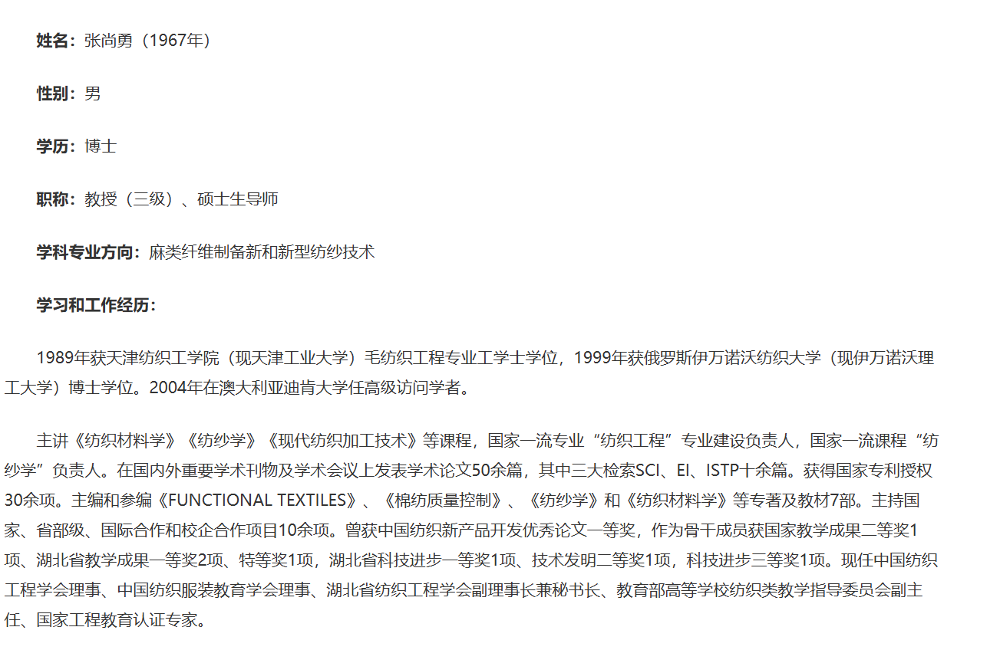 姓名：张尚勇（1967年）
性别：男
学历：博士
职称：教授（三级）、硕士生导师
学科专业方向：麻类纤维制备新和新型纺纱技术
学习和工作经历：
1989年获天津纺织工学院（现天津工业大学）毛纺织工程专业工学士学位，1999年获俄罗斯伊万诺沃纺织大学（现伊万诺沃理
工大学）博士学位。2004年在澳大利亚迪肯大学任高级访问学者。
主讲《纺织材料学》《纺纱学》《现代纺织加工技术》等课程，国家一流专业“纺织工程”专业建设负责人，国家一流课程“纺
纱学”负责人。在国内外重要学术刊物及学术会议上发表学术论文50余篇，其中三大检索SCI、EI、ISTP十余篇。获得国家专利授权
30余项。主编和参编《FUNCTIONAL TEXTILES》、《棉纺质量控制》、《纺纱学》和《纺织材料学》等专著及教材7部。主持国
家、省部级、国际合作和校企合作项目10余项。曾获中国纺织新产品开发优秀论文一等奖，作为骨干成员获国家教学成果二等奖1
项、湖北省教学成果一等奖2项、特等奖1项，湖北省科技进步一等奖1项、技术发明二等奖1项，科技进步三等奖1项。现任中国纺织
工程学会理事、中国纺织服装教育学会理事、湖北省纺织工程学会副理事长兼秘书长、教育部高等学校纺织类教学指导委员会副主
任、国家工程教育认证专家。